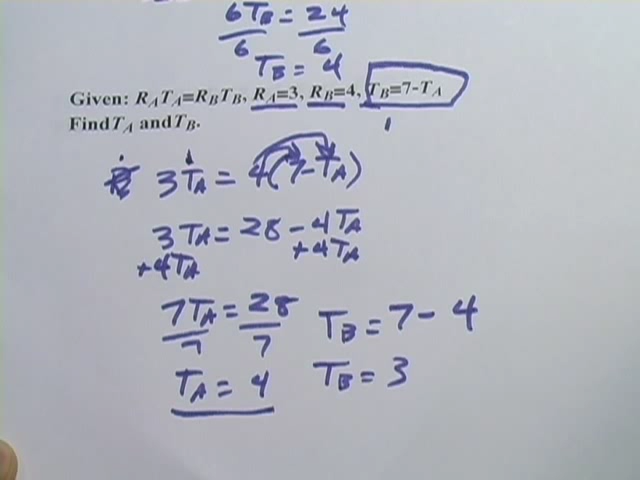 6T_B = 24
6 6
T_B = 4
Given: R_AT_A=R_BT_B, R_A=3, R_B=4, T_B=7-T_A
Find T_A and T_B.
3T_A = 4(7-T_A)
3T_A = 28 - 4T_A
+4T_A +4T_A
7T_A = 28
7 7
T_A = 4
T_B = 7 - 4
T_B = 3